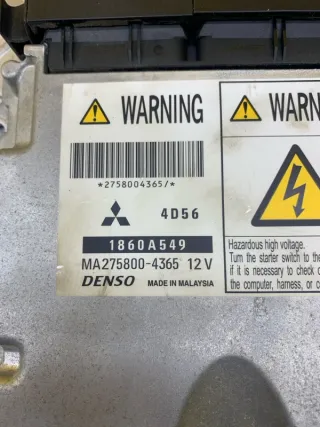 WARNING
*2758004365/*
4D56
1860A549
MA275800-4365 12V
DENSO MADE IN MALAYSIA
WARN
Hazardous high voltage.
Turn the starter switch to the
if it is necessary to check o
the computer, harness, or c